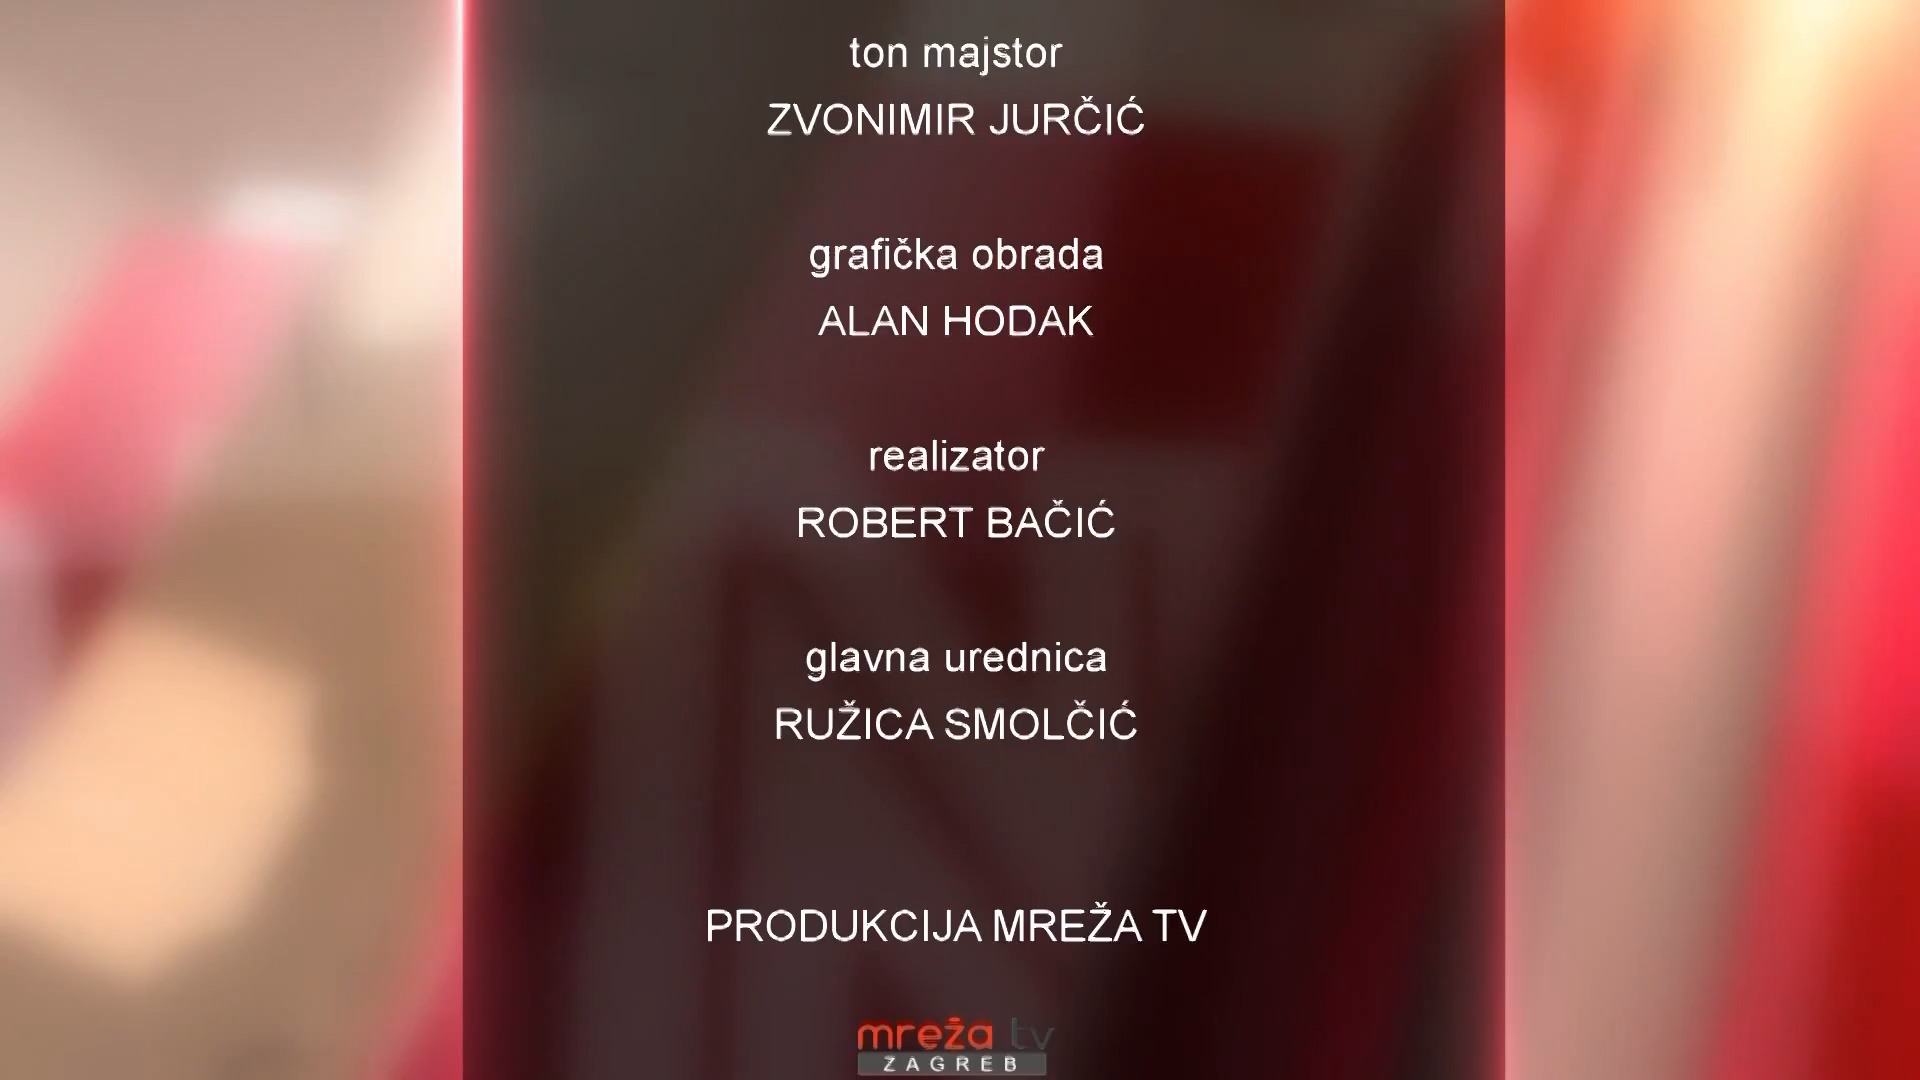 ton majstor
ZVONIMIR JURČIĆ
grafička obrada
ALAN HODAK
realizator
ROBERT BAČIĆ
glavna urednica
RUŽICA SMOLČIĆ
PRODUKCIJA MREŽA TV
mreža tv
ZAGREB